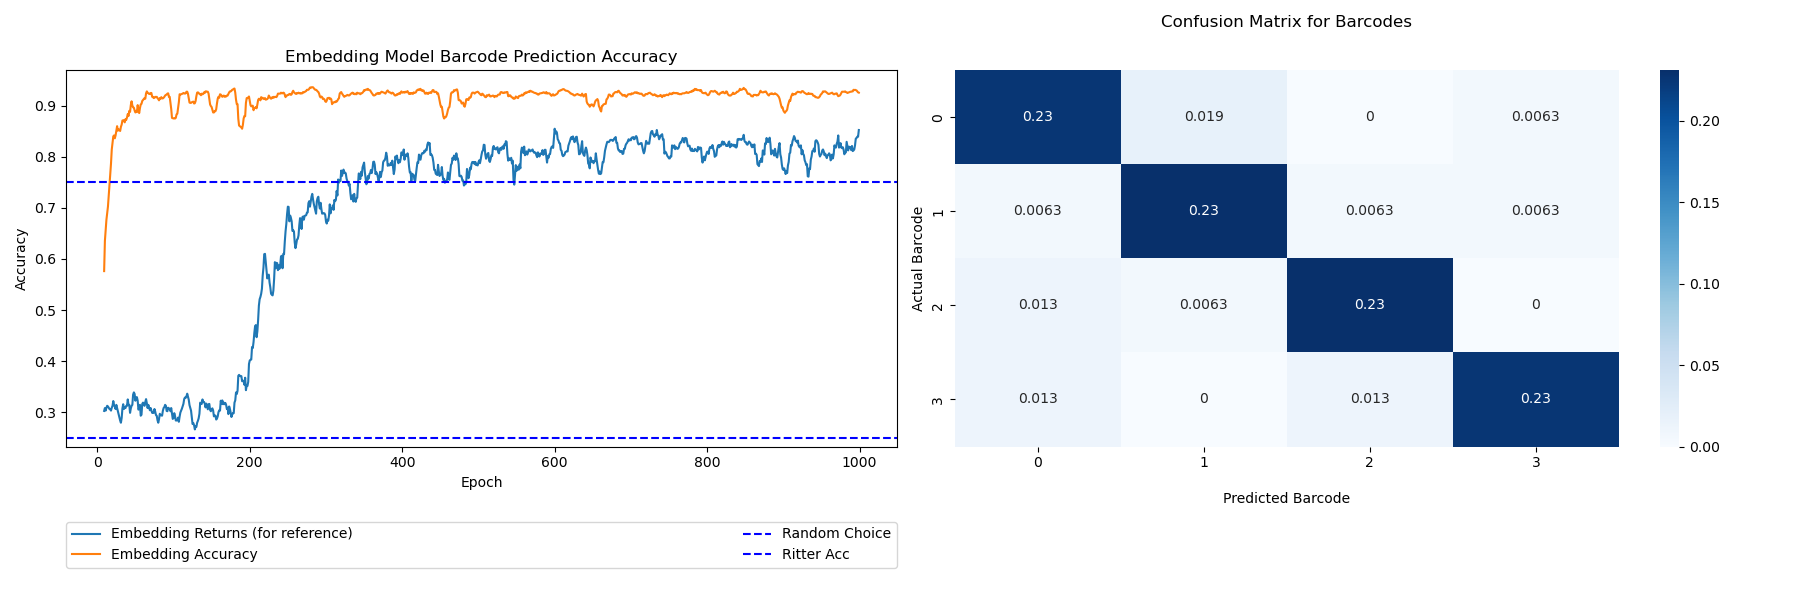 Embedding Model Barcode Prediction Accuracy
Accuracy
0.9
0.8
0.7
0.6
0.5
0.4
0.3
0 200 400 600 800 1000
Epoch
Embedding Returns (for reference) Random Choice
Embedding Accuracy Ritter Acc
Confusion Matrix for Barcodes
Actual Barcode
0 0.23 0.019 0 0.0063
1 0.0063 0.23 0.0063 0.0063
2 0.013 0.0063 0.23 0
3 0.013 0 0.013 0.23
0 1 2 3
Predicted Barcode
0.20
0.15
0.10
0.05
0.00